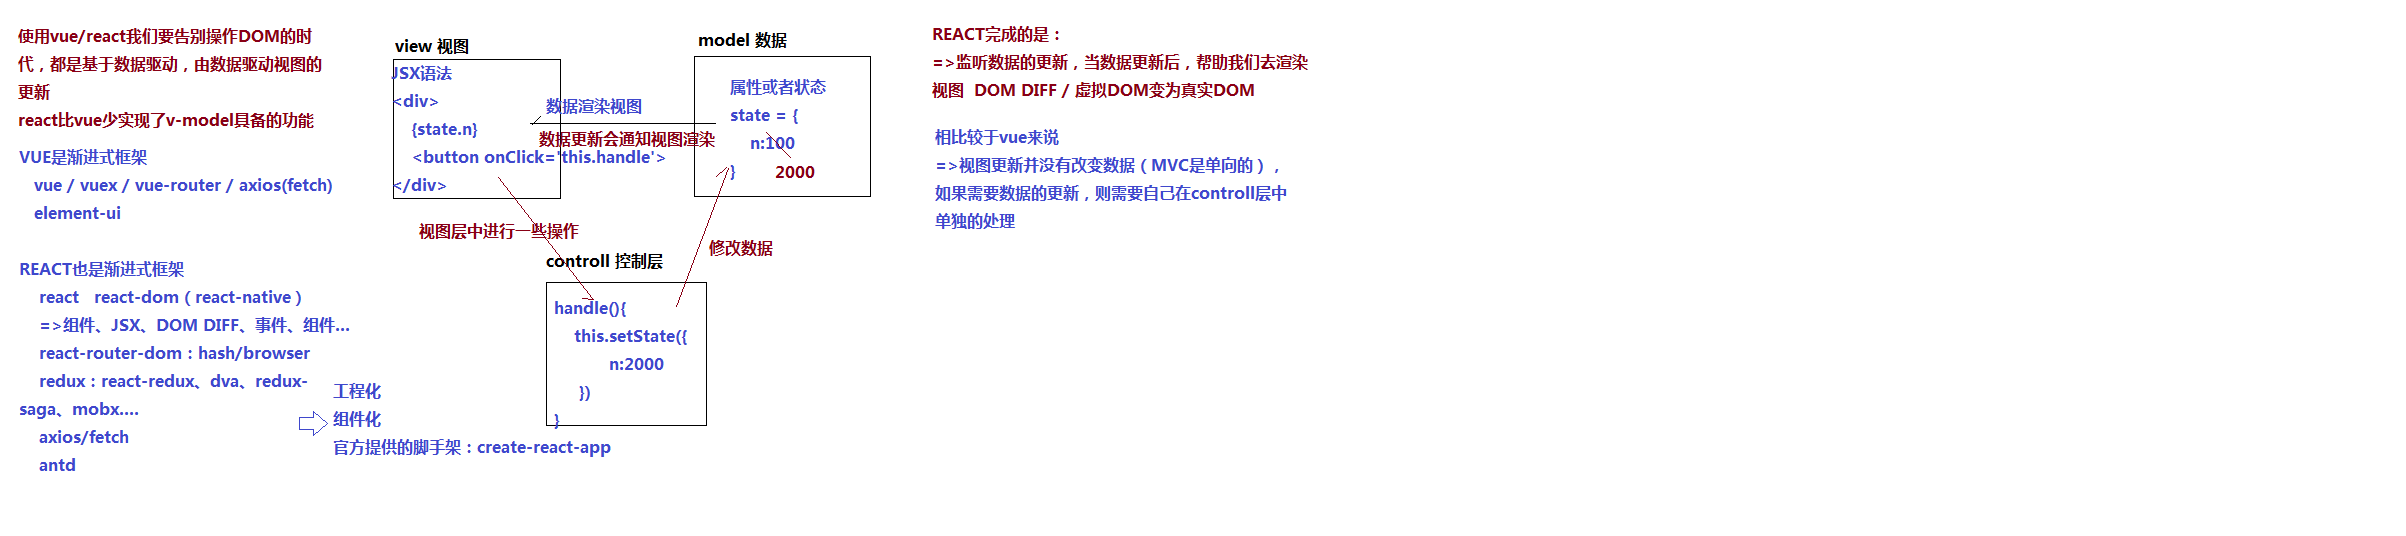 使用vue/react我们要告别操作DOM的时
代，都是基于数据驱动，由数据驱动视图的
更新
react比vue少实现了v-model具备的功能
VUE是渐进式框架
vue / vuex / vue-router / axios(fetch)
element-ui
REACT也是渐进式框架
react react-dom（react-native）
=>组件、JSX、DOM DIFF、事件、组件...
react-router-dom：hash/browser
redux：react-redux、dva、redux-
saga、mobx....
axios/fetch
antd
工程化
组件化
官方提供的脚手架：create-react-app
view 视图
JSX语法
<div>
{state.n}
<button onClick='this.handle'>
</div>
数据渲染视图
数据更新会通知视图渲染
model 数据
属性或者状态
state = {
n:100
} 2000
视图层中进行一些操作
修改数据
controll 控制层
handle(){
this.setState({
n:2000
})
}
REACT完成的是：
=>监听数据的更新，当数据更新后，帮助我们去渲染
视图 DOM DIFF / 虚拟DOM变为真实DOM
相比较于vue来说
=>视图更新并没有改变数据（MVC是单向的），
如果需要数据的更新，则需要自己在controll层中
单独的处理